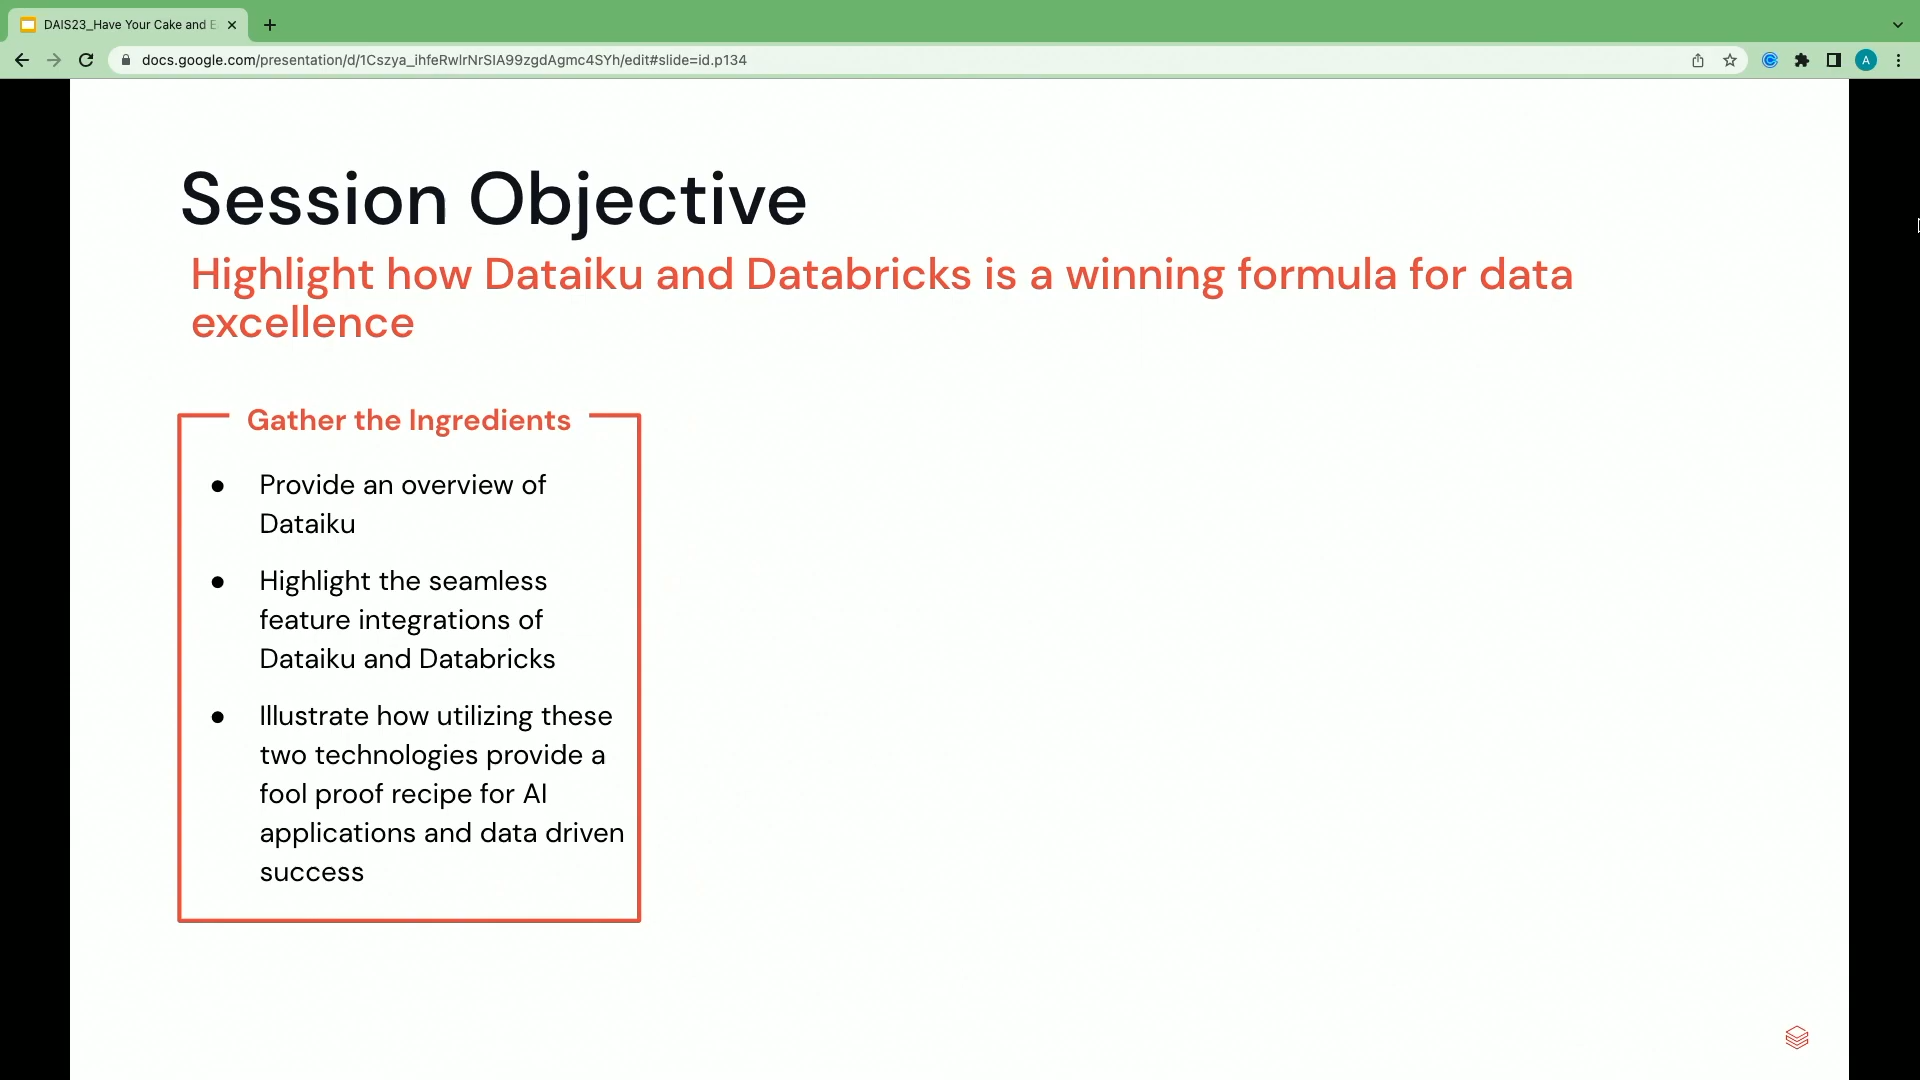 DAIS23_Have Your Cake and E
docs.google.com/presentation/d/1Cszya_ihfeRwlrNrSIA99zgdAgmc4SYh/edit#slide=id.p134
A
Session Objective
Highlight how Dataiku and Databricks is a winning formula for data
excellence
Gather the Ingredients
● Provide an overview of
Dataiku
● Highlight the seamless
feature integrations of
Dataiku and Databricks
● Illustrate how utilizing these
two technologies provide a
fool proof recipe for AI
applications and data driven
success